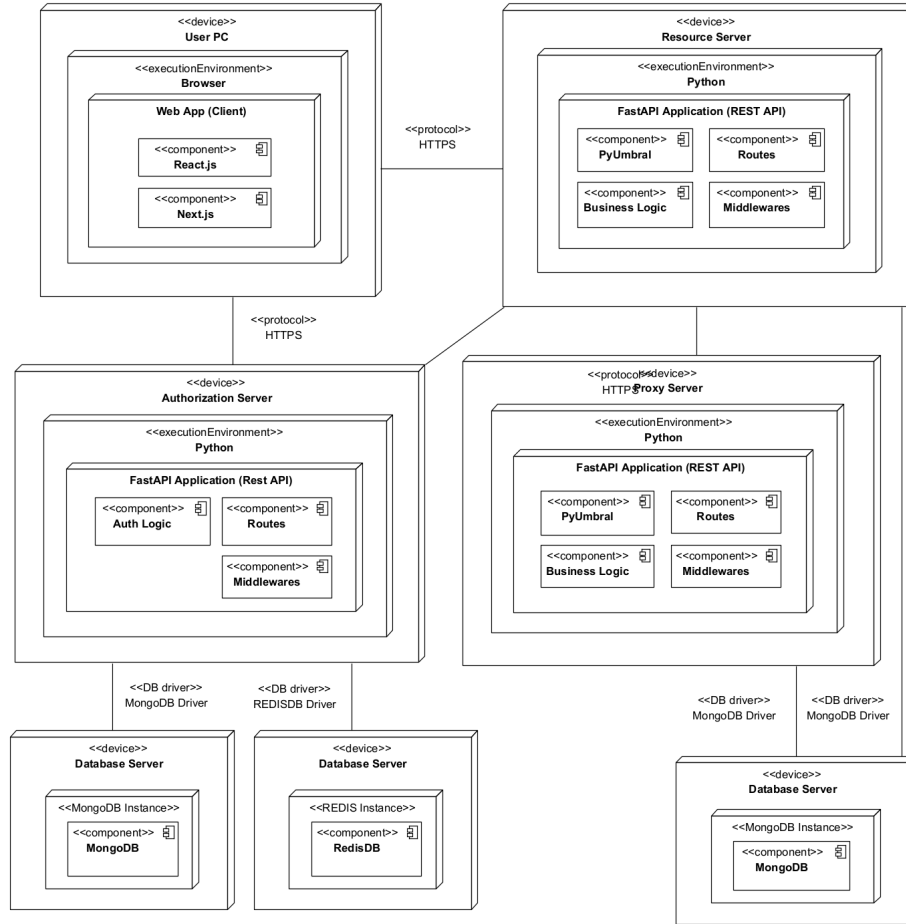 <<device>>
User PC
<<executionEnvironment>>
Browser
Web App (Client)
<<component>>
React.js
<<component>>
Next.js
<<protocol>>
HTTPS
<<device>>
Resource Server
<<executionEnvironment>>
Python
FastAPI Application (REST API)
<<component>>
PyUmbral
<<component>>
Routes
<<component>>
Business Logic
<<component>>
Middlewares
<<protocol>>
HTTPS
<<device>>
Authorization Server
<<executionEnvironment>>
Python
FastAPI Application (Rest API)
<<component>>
Auth Logic
<<component>>
Routes
<<component>>
Middlewares
<<protocol>>
HTTPS
<<device>>
Proxy Server
<<executionEnvironment>>
Python
FastAPI Application (REST API)
<<component>>
PyUmbral
<<component>>
Routes
<<component>>
Business Logic
<<component>>
Middlewares
<<DB driver>>
MongoDB Driver
<<DB driver>>
REDISDB Driver
<<DB driver>>
MongoDB Driver
<<DB driver>>
MongoDB Driver
<<device>>
Database Server
<<MongoDB Instance>>
<<component>>
MongoDB
<<device>>
Database Server
<<REDIS Instance>>
<<component>>
RedisDB
<<device>>
Database Server
<<MongoDB Instance>>
<<component>>
MongoDB